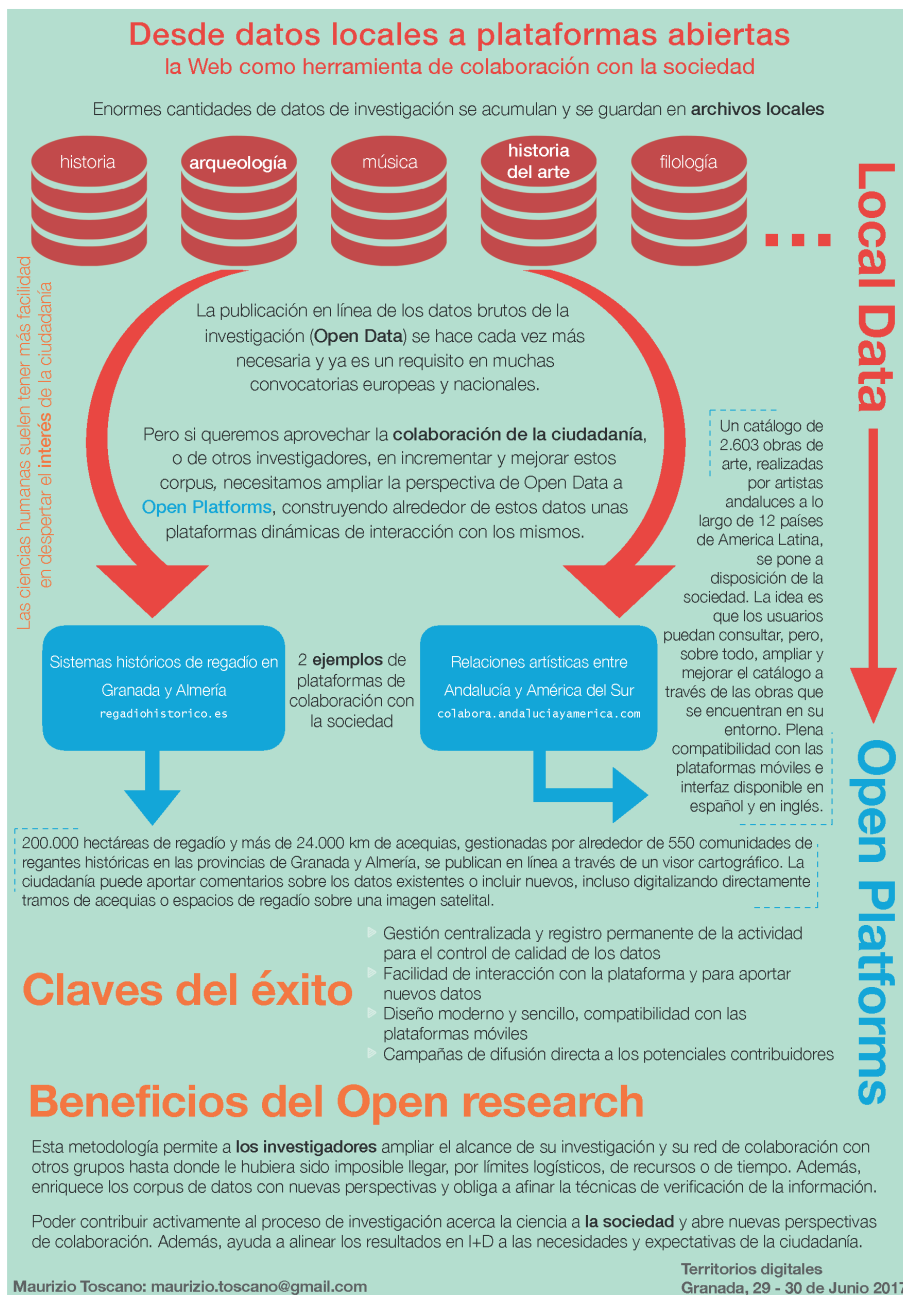 Desde datos locales a plataformas abiertas
la Web como herramienta de colaboración con la sociedad
Enormes cantidades de datos de investigación se acumulan y se guardan en archivos locales
historia
arqueología
música
historia
del arte
filología
...
Local Data
Las ciencias humanas suelen tener más facilidad
en despertar el interés de la ciudadanía
La publicación en línea de los datos brutos de la
investigación (Open Data) se hace cada vez más
necesaria y ya es un requisito en muchas
convocatorias europeas y nacionales.
Pero si queremos aprovechar la colaboración de la ciudadanía,
o de otros investigadores, en incrementar y mejorar estos
corpus, necesitamos ampliar la perspectiva de Open Data a
Open Platforms, construyendo alrededor de estos datos unas
plataformas dinámicas de interacción con los mismos.
Un catálogo de
2.603 obras de
arte, realizadas
por artistas
andaluces a lo
largo de 12 países
de America Latina,
se pone a
disposición de la
sociedad. La idea es
que los usuarios
puedan consultar, pero,
sobre todo, ampliar y
mejorar el catálogo a
través de las obras que
se encuentran en su
entorno. Plena
compatibilidad con las
plataformas móviles e
interfaz disponible en
español y en inglés.
Sistemas históricos de regadío en
Granada y Almería
regadiohistorico.es
2 ejemplos de
plataformas de
colaboración con
la sociedad
Relaciones artísticas entre
Andalucía y América del Sur
colabora.andaluciayamerica.com
Open Platforms
200.000 hectáreas de regadío y más de 24.000 km de acequias, gestionadas por alrededor de 550 comunidades de
regantes históricas en las provincias de Granada y Almería, se publican en línea a través de un visor cartográfico. La
ciudadanía puede aportar comentarios sobre los datos existentes o incluir nuevos, incluso digitalizando directamente
tramos de acequias o espacios de regadío sobre una imagen satelital.
Claves del éxito
Gestión centralizada y registro permanente de la actividad
para el control de calidad de los datos
Facilidad de interacción con la plataforma y para aportar
nuevos datos
Diseño moderno y sencillo, compatibilidad con las
plataformas móviles
Campañas de difusión directa a los potenciales contribuidores
Beneficios del Open research
Esta metodología permite a los investigadores ampliar el alcance de su investigación y su red de colaboración con
otros grupos hasta donde le hubiera sido imposible llegar, por límites logísticos, de recursos o de tiempo. Además,
enriquece los corpus de datos con nuevas perspectivas y obliga a afinar la técnicas de verificación de la información.
Poder contribuir activamente al proceso de investigación acerca la ciencia a la sociedad y abre nuevas perspectivas
de colaboración. Además, ayuda a alinear los resultados en I+D a las necesidades y expectativas de la ciudadanía.
Maurizio Toscano: maurizio.toscano@gmail.com
Territorios digitales
Granada, 29 - 30 de Junio 2017